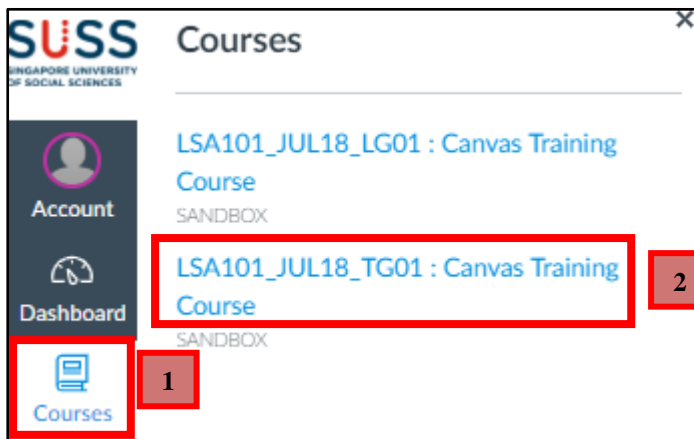 SUSS
SINGAPORE UNIVERSITY
OF SOCIAL SCIENCES
Courses
×
LSA101_JUL18_LG01 : Canvas Training
Course
SANDBOX
Account
LSA101_JUL18_TG01 : Canvas Training
Course
SANDBOX
2
Dashboard
1
Courses